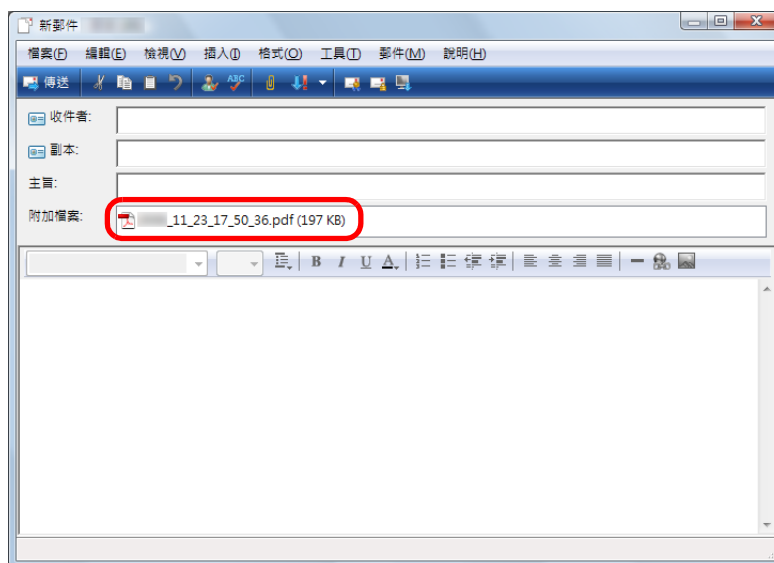 新郵件
檔案(F) 編輯(E) 檢視(V) 插入(I) 格式(O) 工具(T) 郵件(M) 說明(H)
傳送 ABC
收件者:
副本:
主旨:
附加檔案: _11_23_17_50_36.pdf (197 KB)
B I U A